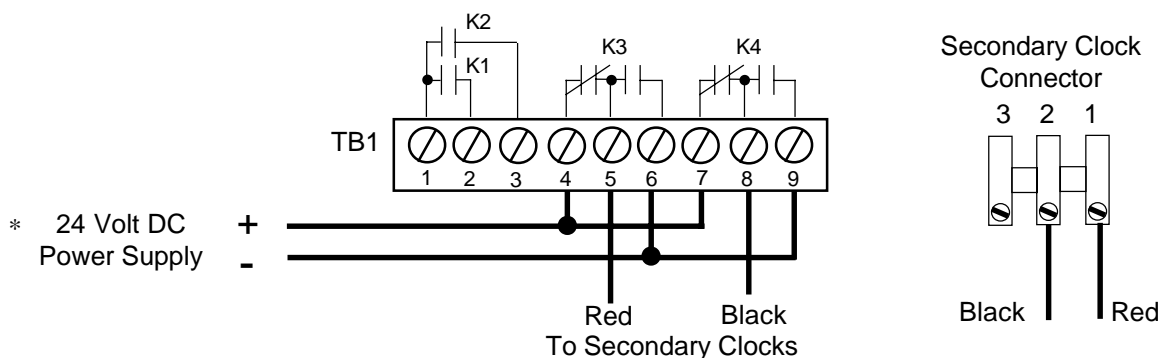 K2
K1
K3
K4
TB1
1 2 3 4 5 6 7 8 9
* 24 Volt DC +
Power Supply -
Red Black
To Secondary Clocks
Secondary Clock
Connector
3 2 1
Black Red